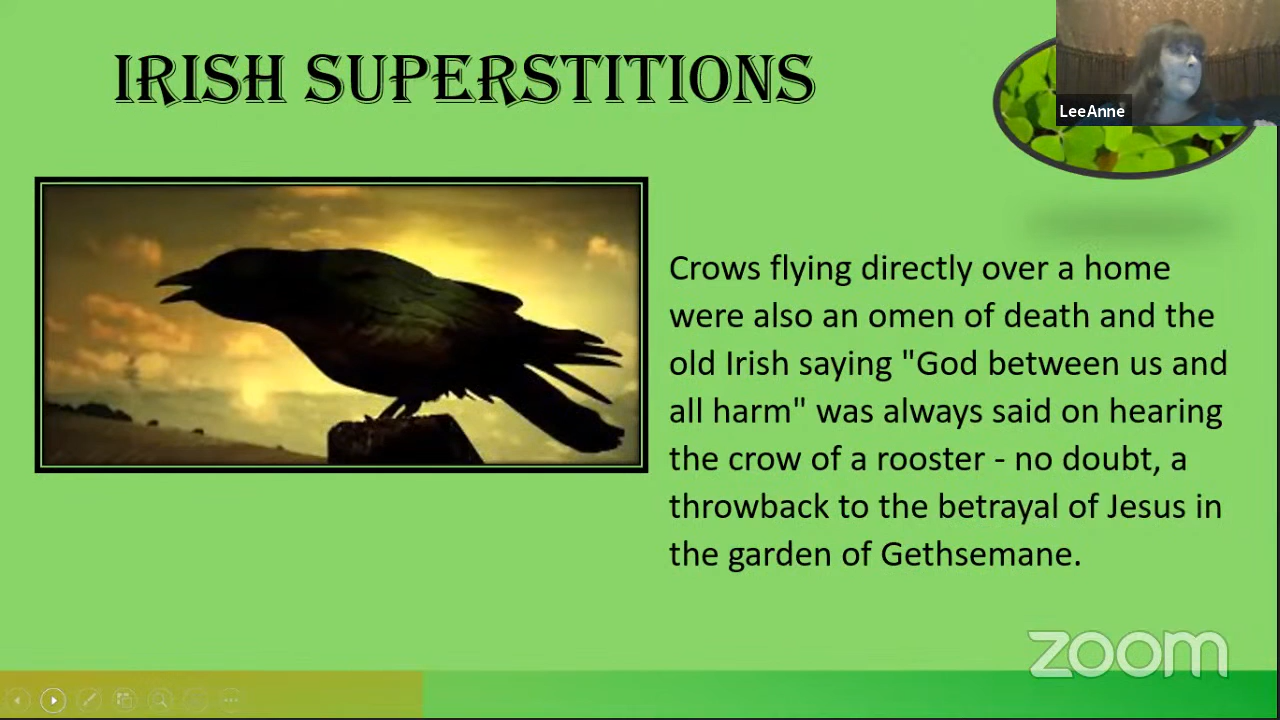 IRISH SUPERSTITIONS
LeeAnne
Crows flying directly over a home
were also an omen of death and the
old Irish saying "God between us and
all harm" was always said on hearing
the crow of a rooster - no doubt, a
throwback to the betrayal of Jesus in
the garden of Gethsemane.
zoom